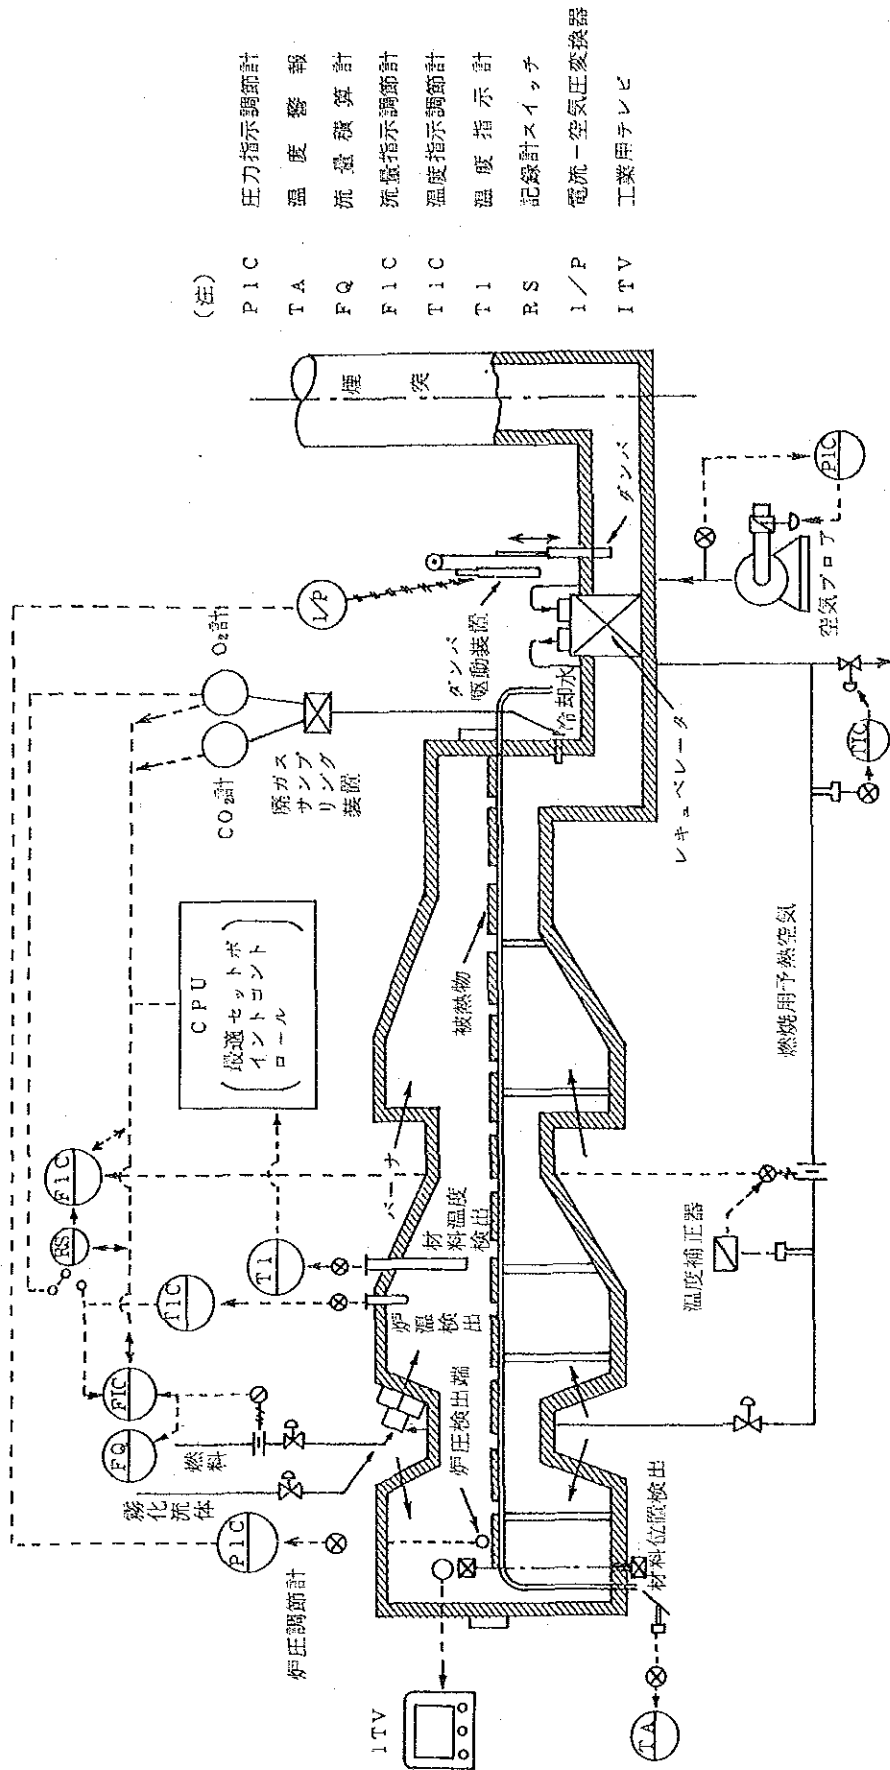 (注)
PIC 圧力指示調節計
TA 温度警報
FQ 流量積算計
FIC 流量指示調節計
TIC 温度指示調節計
TI 温度指示計
RS 記録計スイッチ
I/P 電流-空気圧変換器
ITV 工業用テレビ
煙突
ダンパ
PIC
空気ブロア
I/P
ダンパ
駆動装置
O₂計
CO₂計
廃ガス
サンプ
リング
装置
冷却水
レキュペレータ
TIC
CPU
最適セットポ
イントコント
ロール
被熱物
燃焼用予熱空気
FIC
RS
TIC
TI
バーナ
材料温度
検出
炉温検出
温度補正器
FIC
FQ
燃料
霧化
流体
PIC
炉圧調節計
炉圧検出端
材料位置検出
ITV
TA